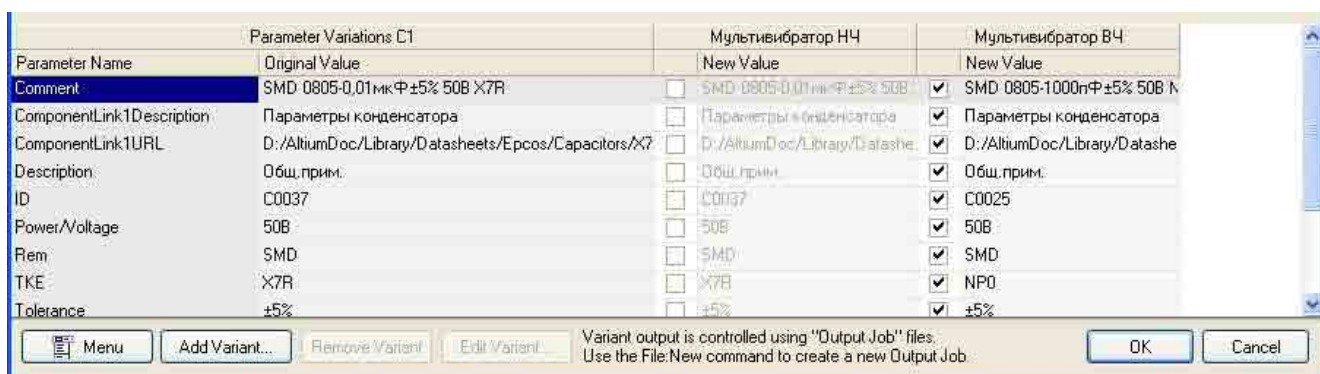 Parameter Variations C1 Мультивибратор НЧ Мультивибратор ВЧ
Parameter Name Original Value New Value New Value
Comment SMD 0805-0,01мкФ±5% 50В X7R SMD 0805-0,01мкФ±5% 50В SMD 0805-1000пФ±5% 50В N
ComponentLink1Description Параметры конденсатора Параметры конденсатора Параметры конденсатора
ComponentLink1URL D:/AltiumDoc/Library/Datasheets/Epcos/Capacitors/X7 D:/AltiumDoc/Library/Datashe D:/AltiumDoc/Library/Datashe
Description Общ.прим. Общ.прим. Общ.прим.
ID C0037 C0037 C0025
Power/Voltage 50В 50В 50В
Rem SMD SMD SMD
TKE X7R X7R NP0
Tolerance ±5% ±5% ±5%
Menu Add Variant... Remove Variant Edit Variant... Variant output is controlled using "Output Job" files. OK Cancel
Use the File:New command to create a new Output Job.